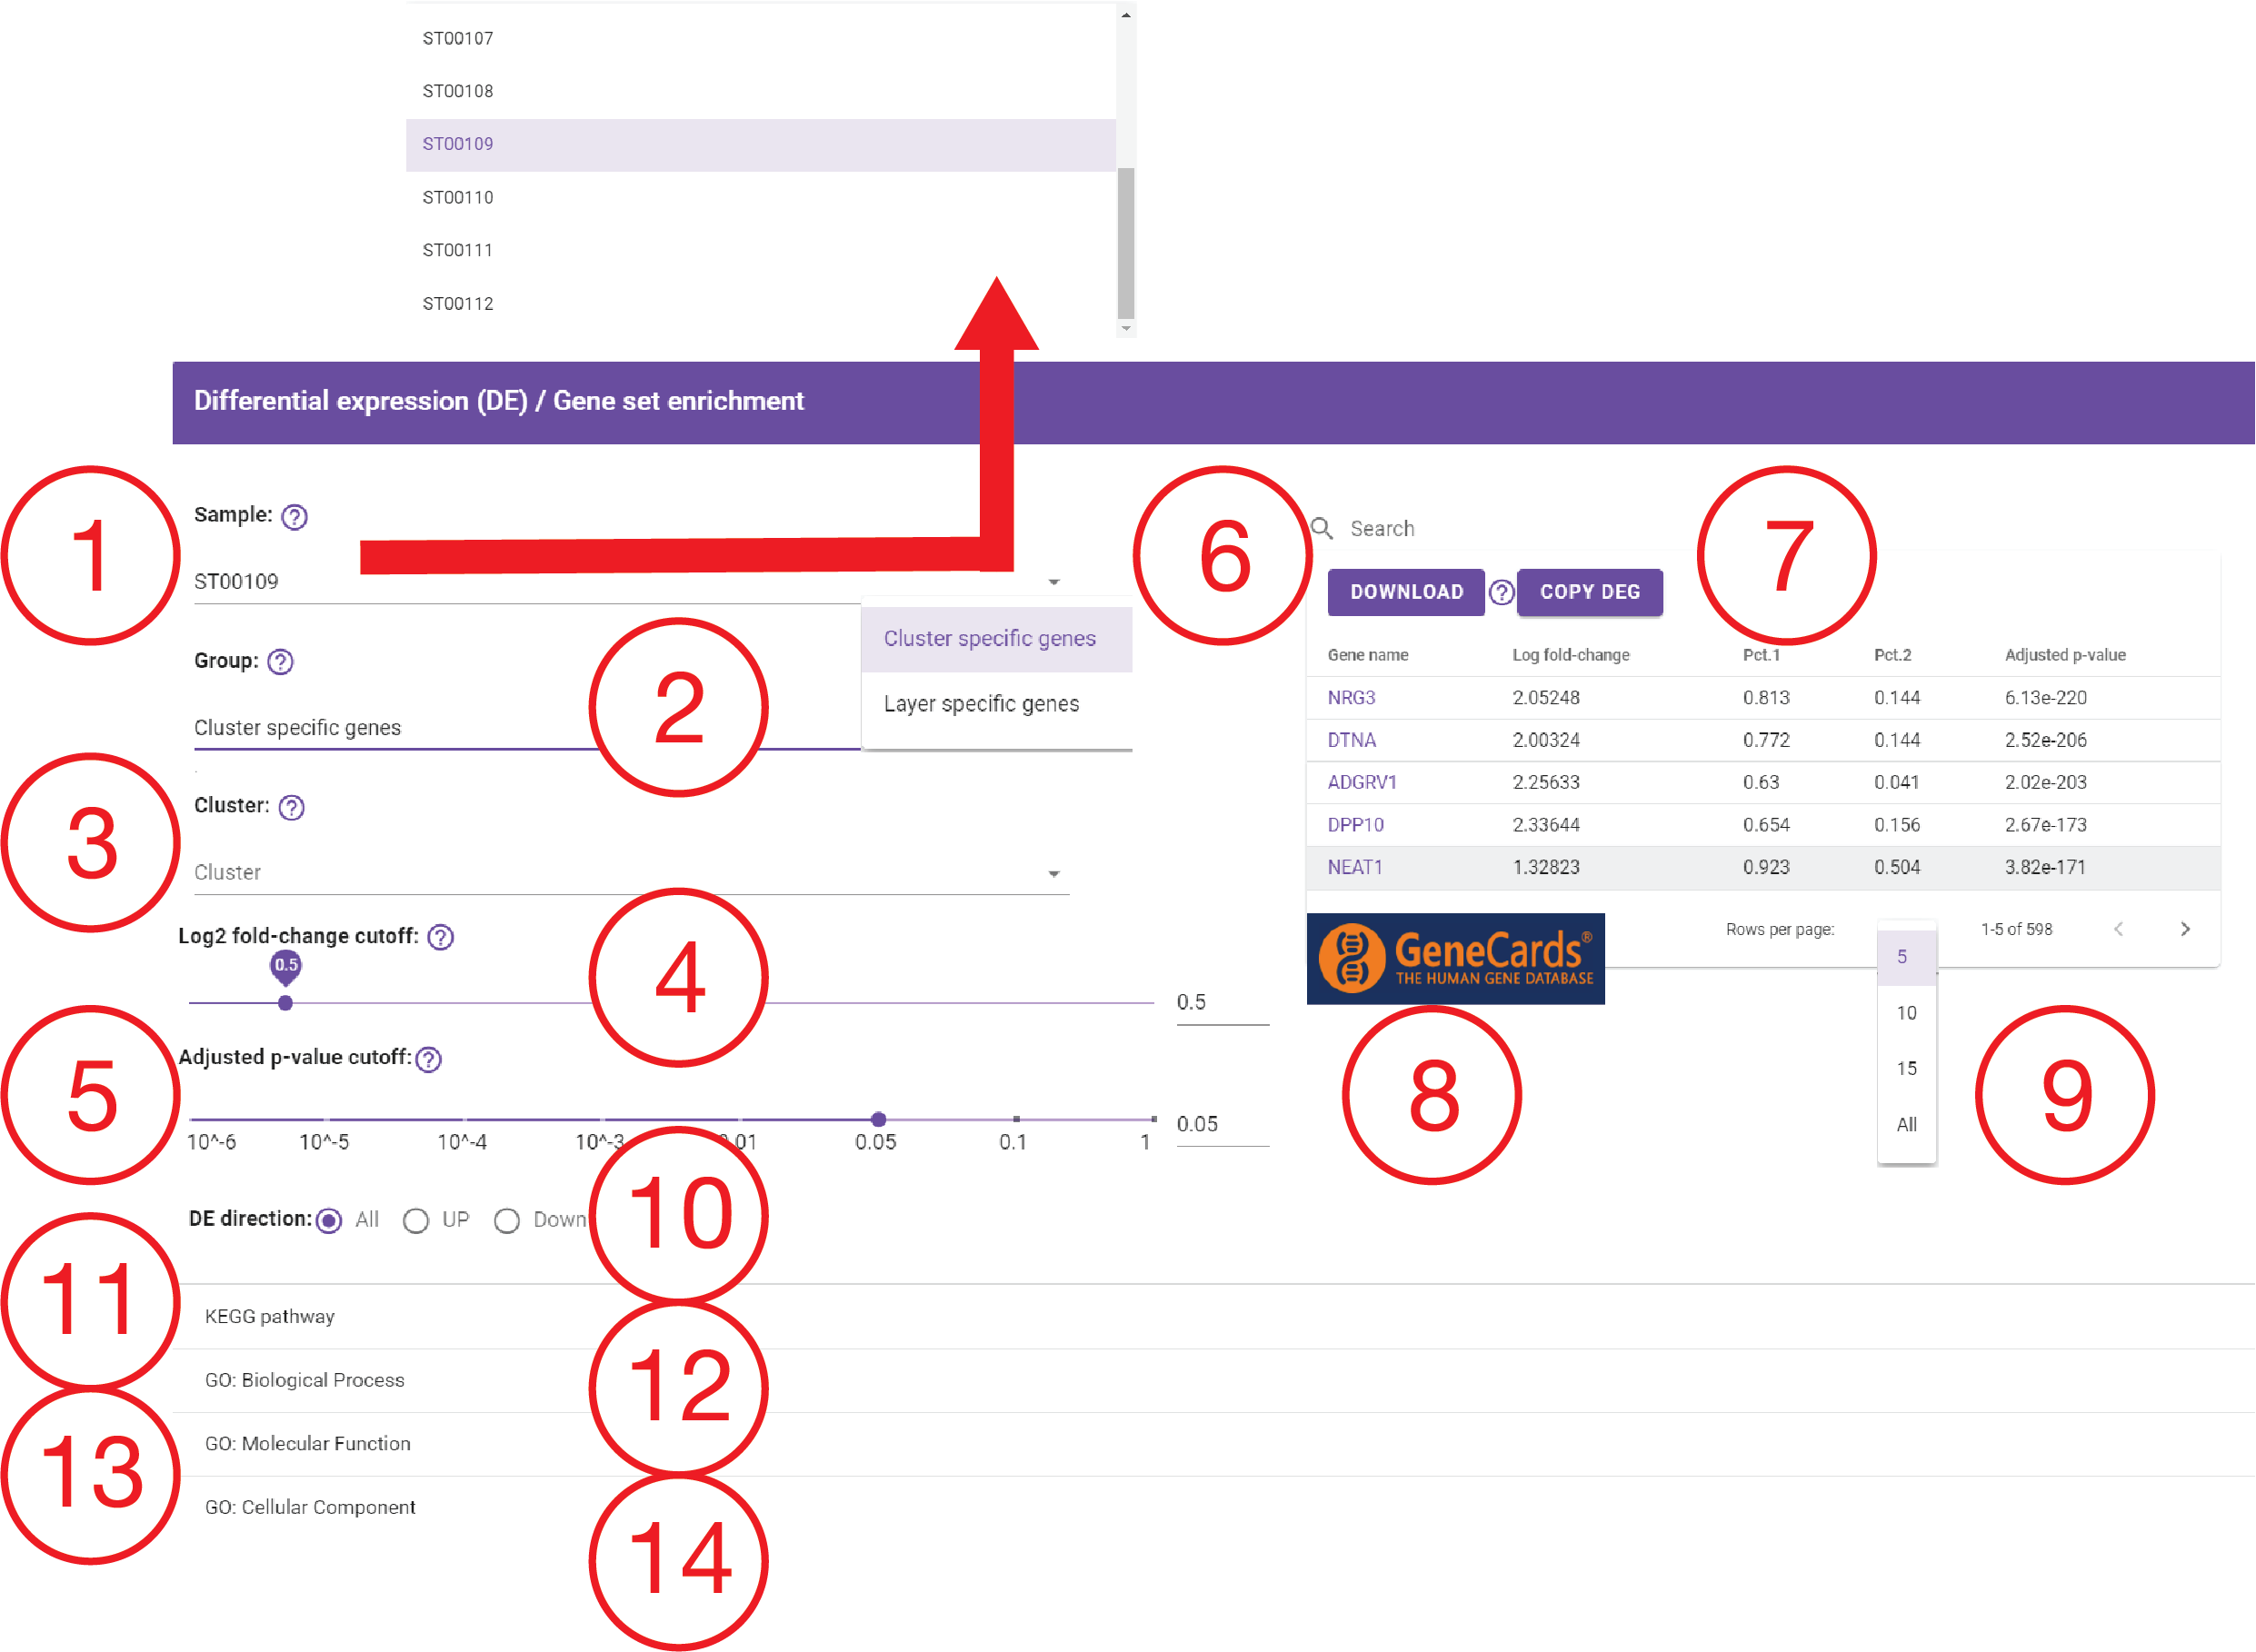 ST00107
ST00108
ST00109
ST00110
ST00111
ST00112
Differential expression (DE) / Gene set enrichment
1
Sample: ?
ST00109
2
Group: ?
Cluster specific genes
Cluster specific genes
Layer specific genes
3
Cluster: ?
Cluster
4
Log2 fold-change cutoff: ?
0.5
0.5
5
Adjusted p-value cutoff: ?
0.05
10^-6 10^-5 10^-4 10^-3 0.01 0.05 0.1 1
10
DE direction: All UP Down
6
Search
7
DOWNLOAD ? COPY DEG
Gene name Log fold-change Pct.1 Pct.2 Adjusted p-value
NRG3 2.05248 0.813 0.144 6.13e-220
DTNA 2.00324 0.772 0.144 2.52e-206
ADGRV1 2.25633 0.63 0.041 2.02e-203
DPP10 2.33644 0.654 0.156 2.67e-173
NEAT1 1.32823 0.923 0.504 3.82e-171
Rows per page: 1-5 of 598
5
10
15
All
GeneCards®
THE HUMAN GENE DATABASE
8
9
11
KEGG pathway
12
GO: Biological Process
13
GO: Molecular Function
14
GO: Cellular Component